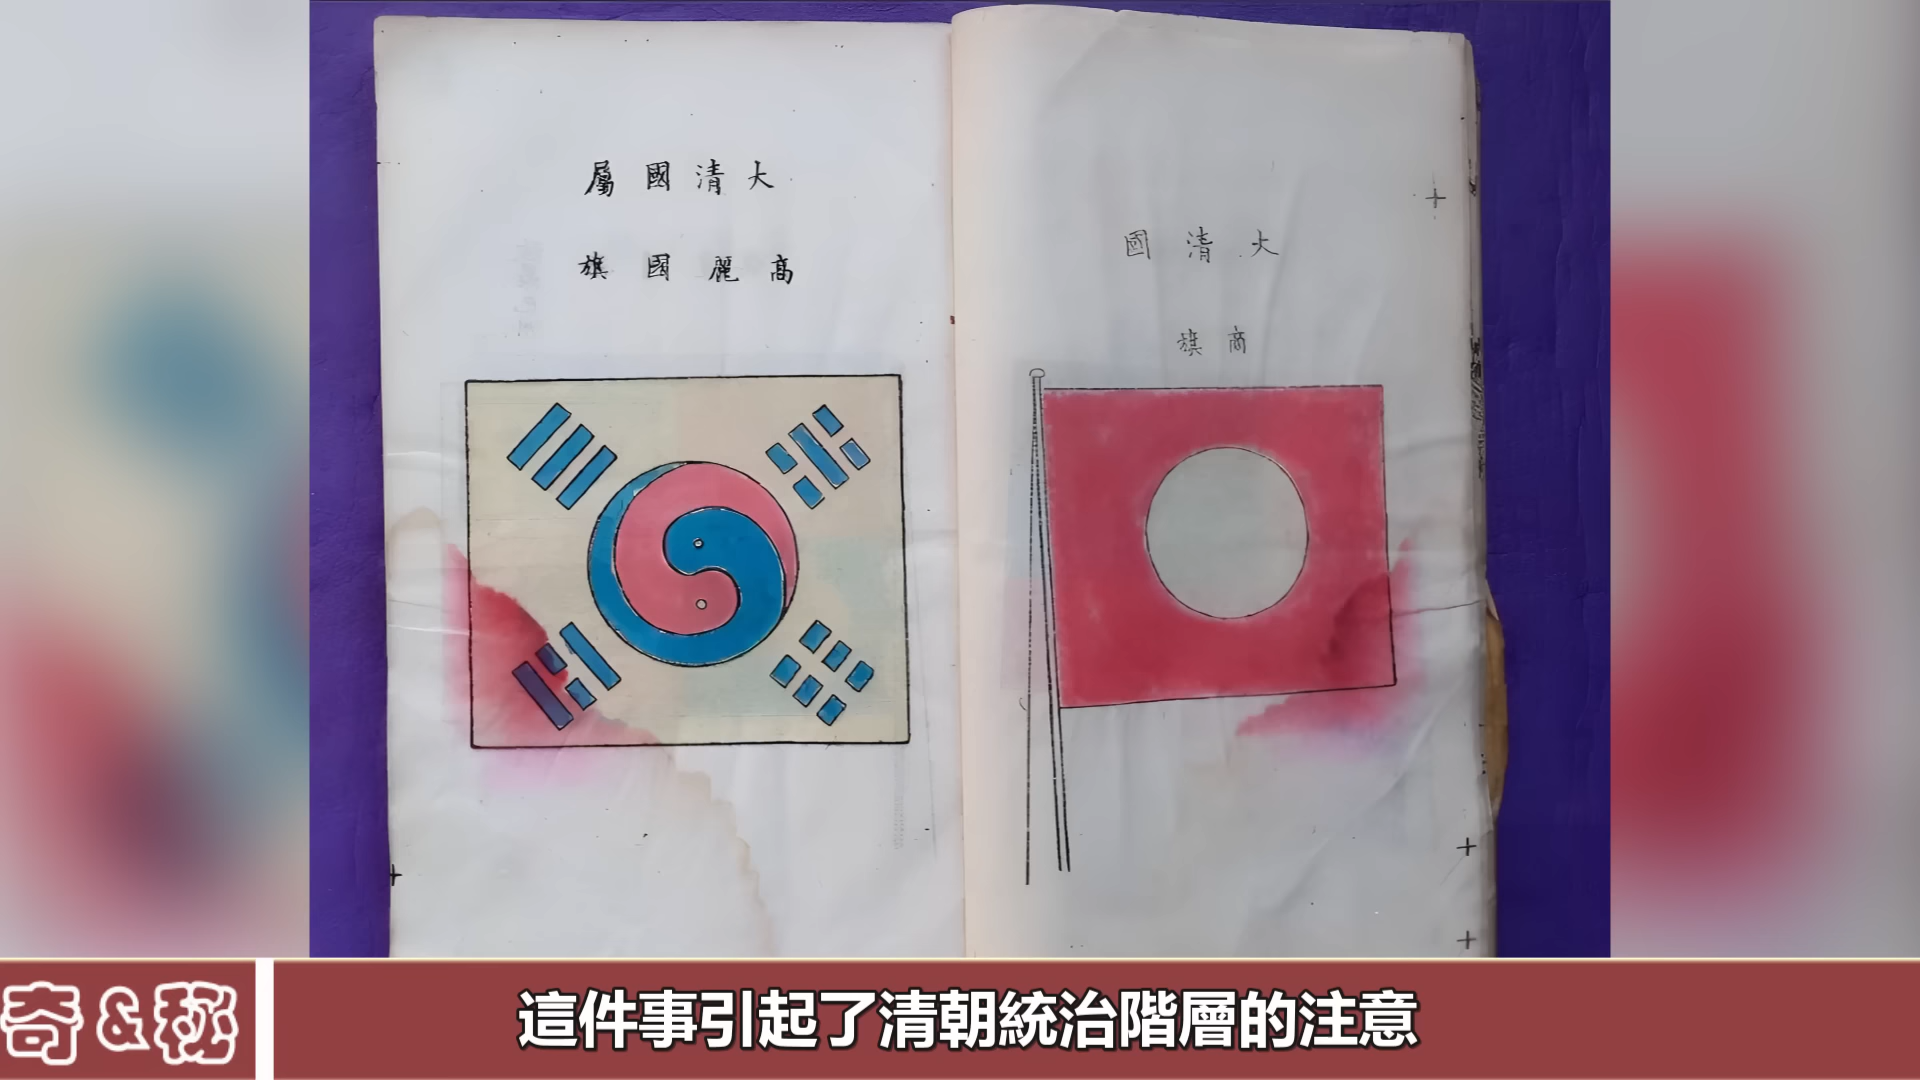 大清國屬
高麗國旗
大清國
商旗
奇&秘
這件事引起了清朝統治階層的注意